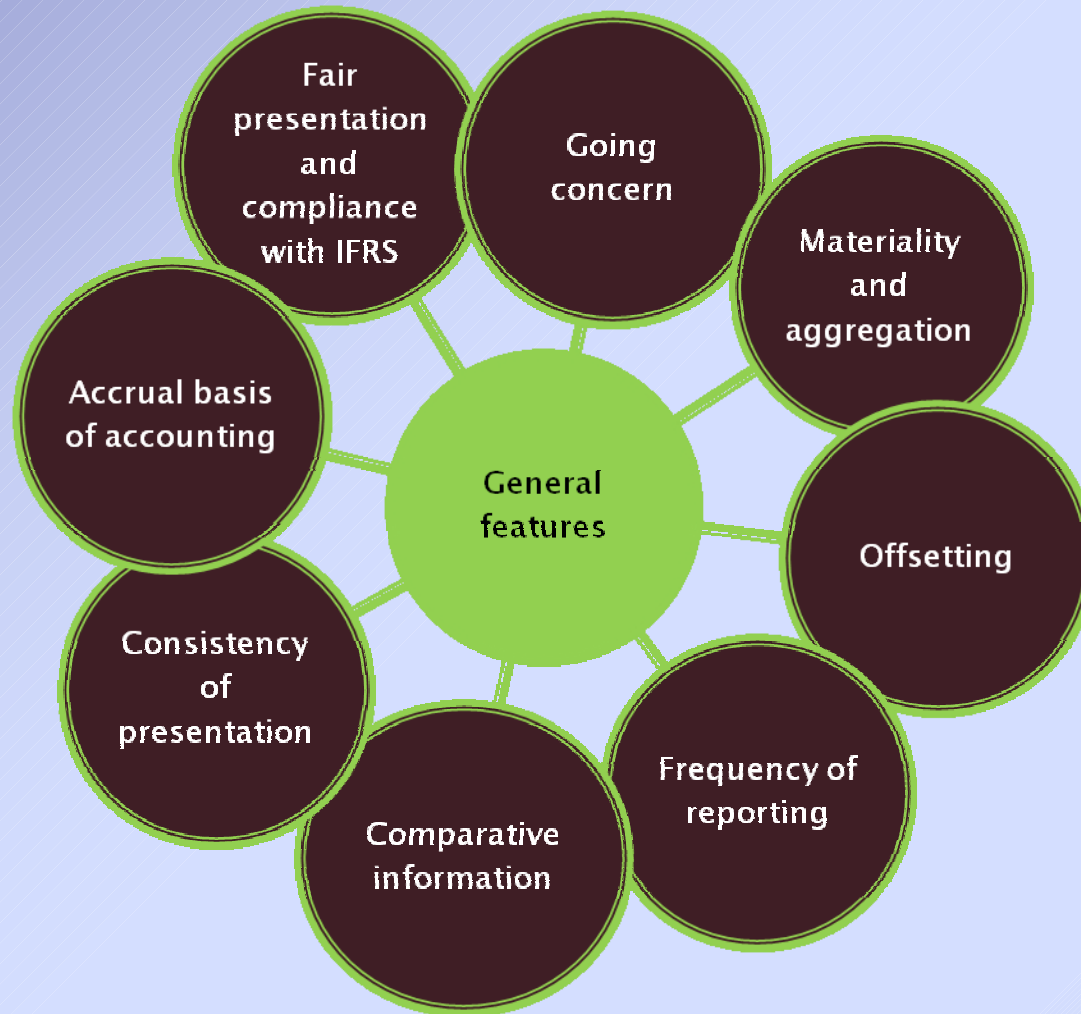 Fair
presentation
and
compliance
with IFRS
Going
concern
Materiality
and
aggregation
Accrual basis
of accounting
General
features
Offsetting
Consistency
of
presentation
Frequency of
reporting
Comparative
information